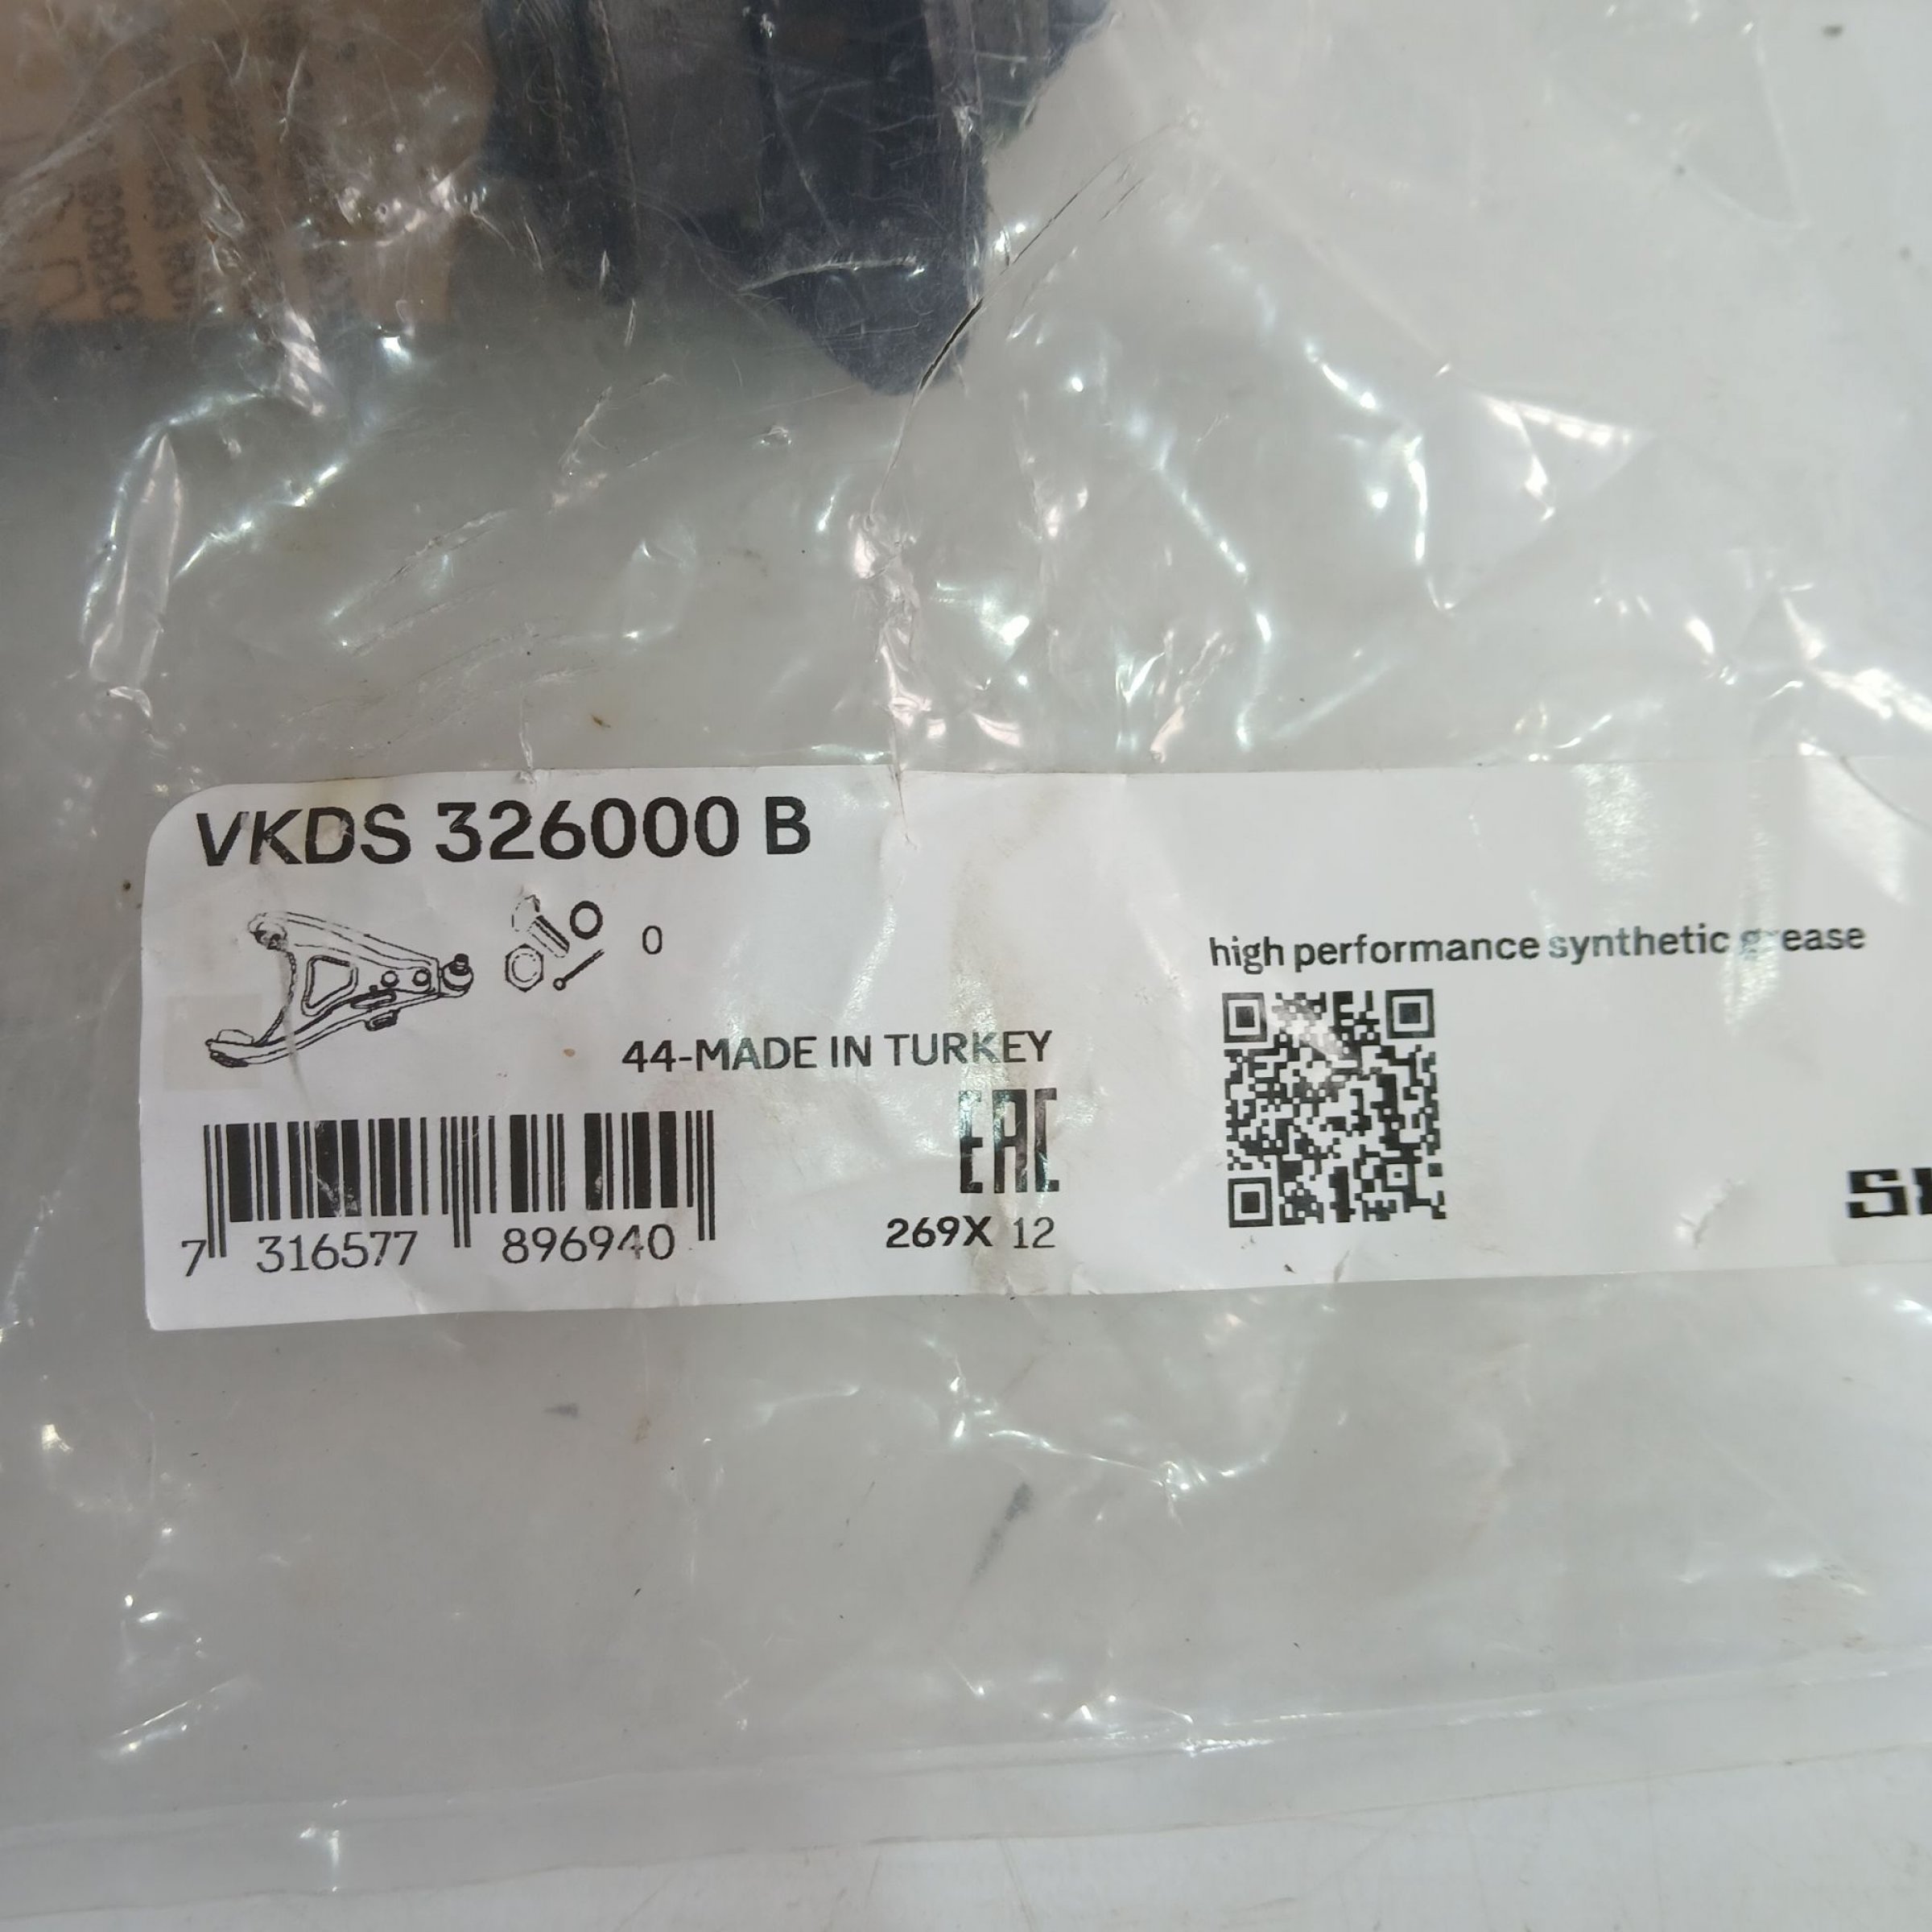 VKDS 326000 B
0
high performance synthetic grease
44-MADE IN TURKEY
EAC
269X 12
7 316577 896940